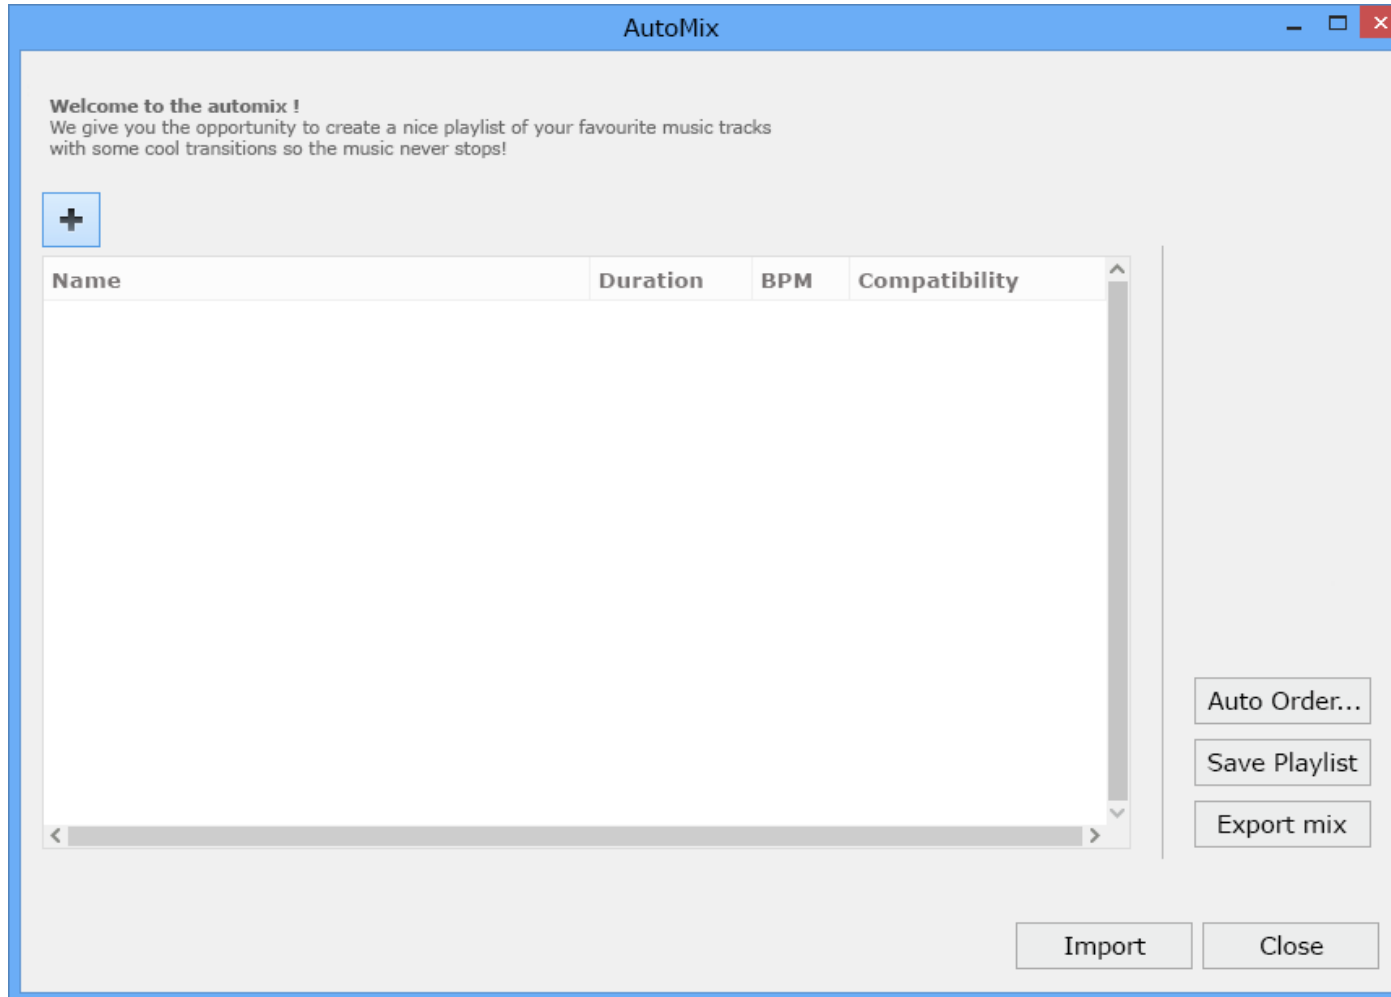 AutoMix
Welcome to the automix !
We give you the opportunity to create a nice playlist of your favourite music tracks
with some cool transitions so the music never stops!
Name Duration BPM Compatibility
Auto Order...
Save Playlist
Export mix
Import Close